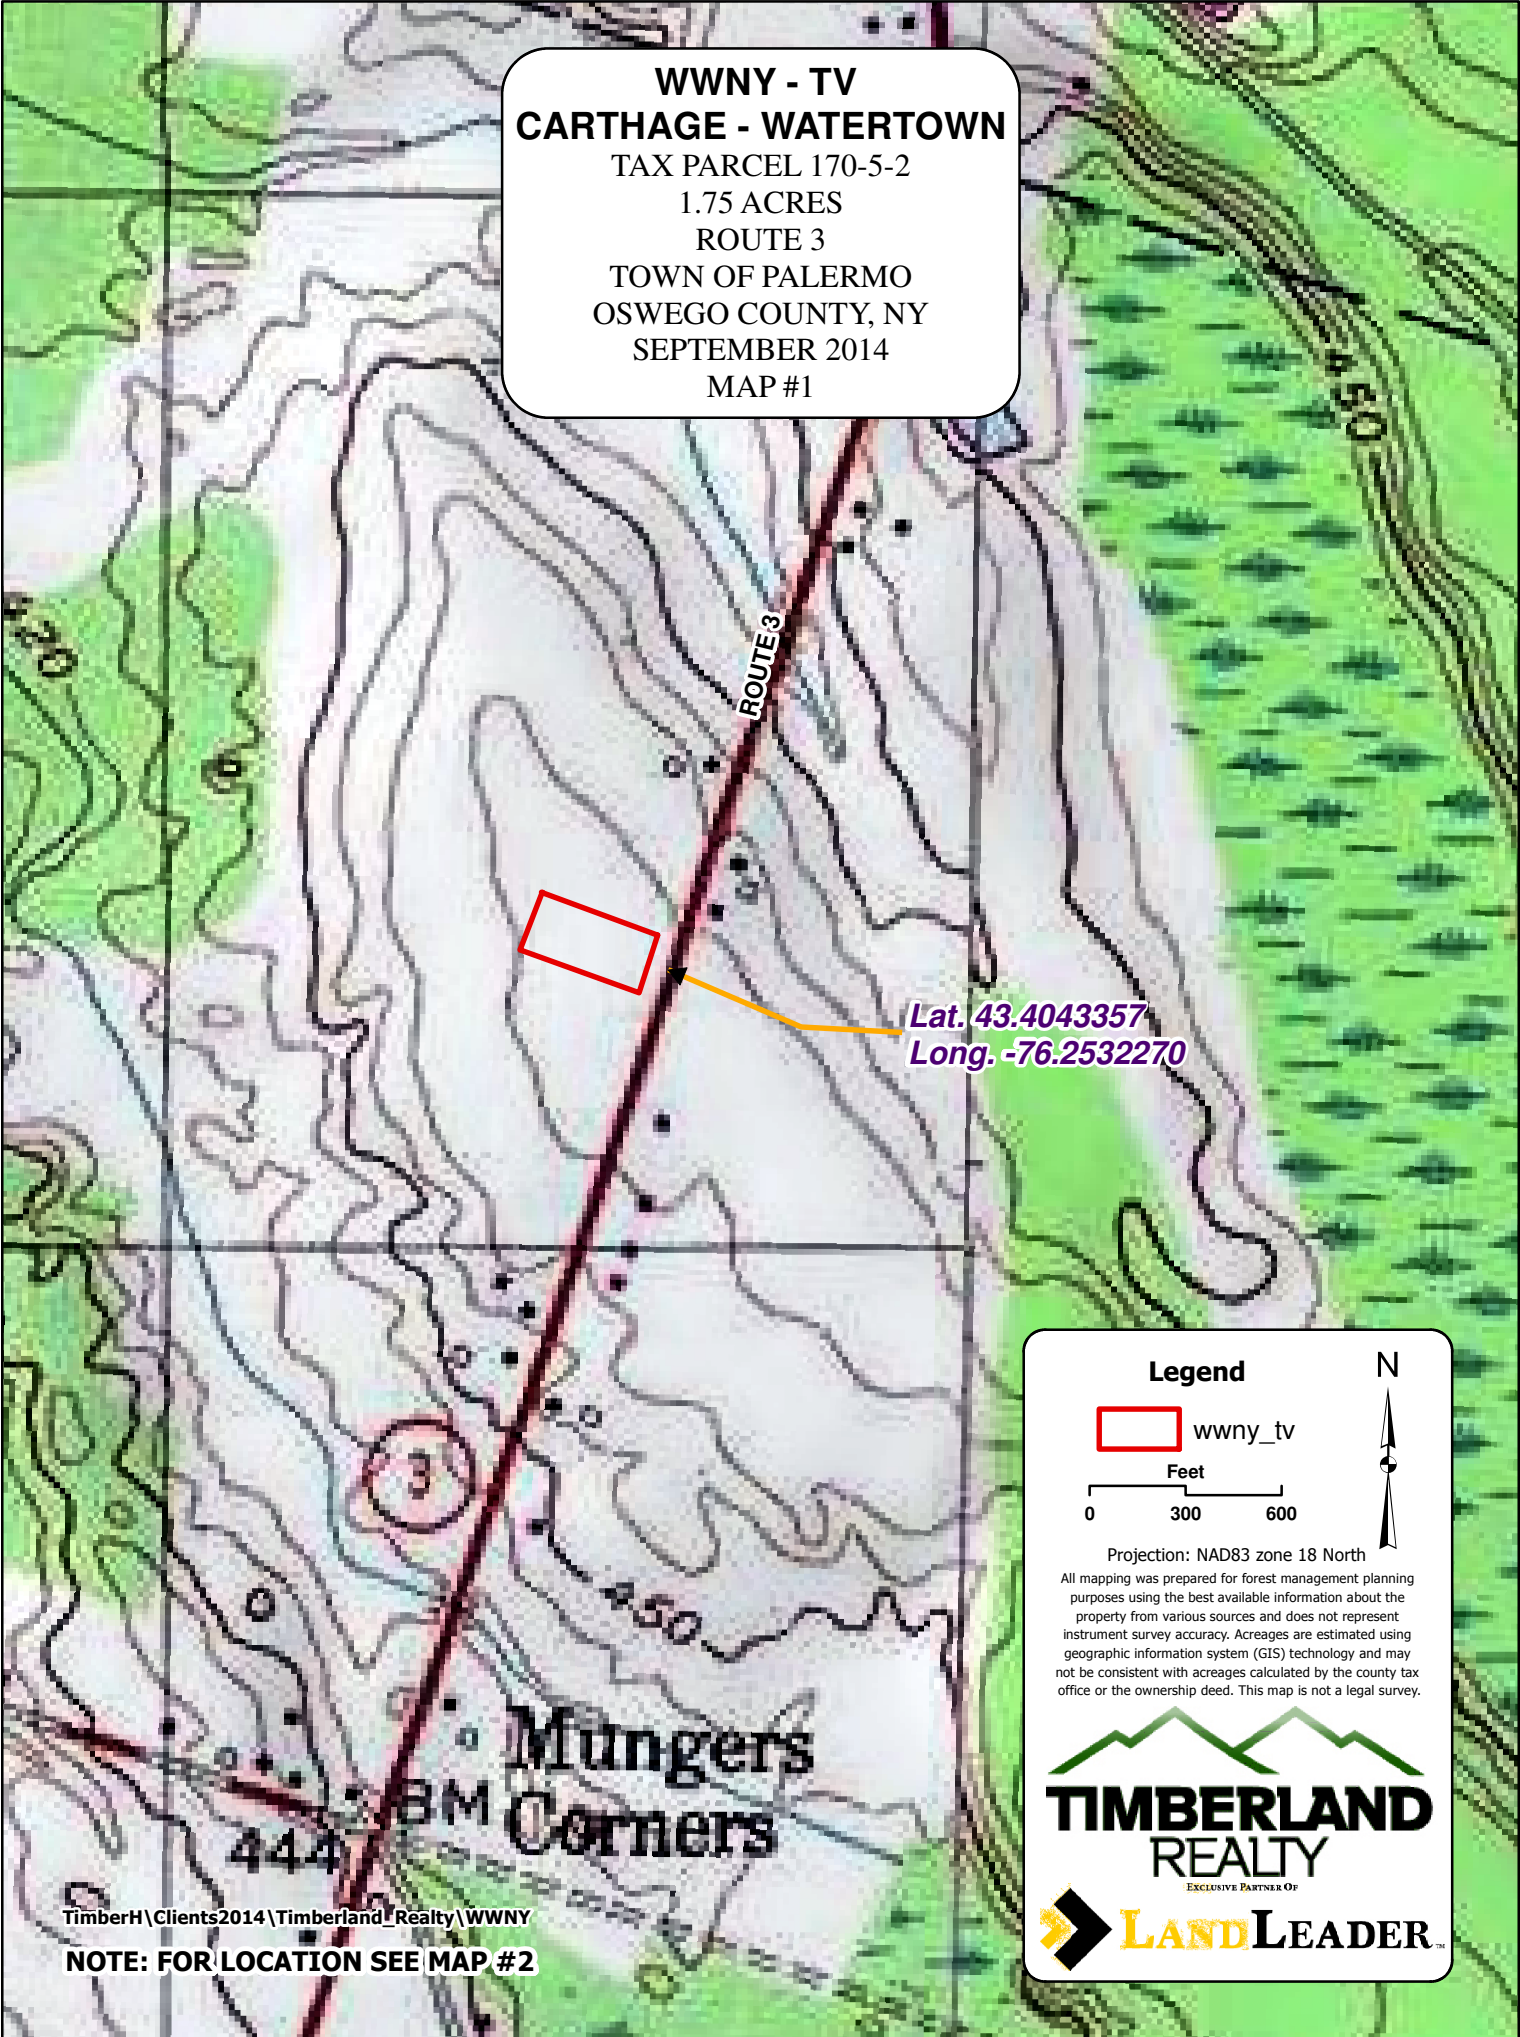 WWNY - TV
CARTHAGE - WATERTOWN
TAX PARCEL 170-5-2
1.75 ACRES
ROUTE 3
TOWN OF PALERMO
OSWEGO COUNTY, NY
SEPTEMBER 2014
MAP #1
450
ROUTE 3
Lat. 43.4043357
Long. -76.2532270
3
450
Mungers
Corners
BM
444
TimberH\Clients2014\Timberland_Realty\WWNY
NOTE: FOR LOCATION SEE MAP #2
Legend
N
wwny_tv
Feet
0 300 600
Projection: NAD83 zone 18 North
All mapping was prepared for forest management planning
purposes using the best available information about the
property from various sources and does not represent
instrument survey accuracy. Acreages are estimated using
geographic information system (GIS) technology and may
not be consistent with acreages calculated by the county tax
office or the ownership deed. This map is not a legal survey.
TIMBERLAND
REALTY
EXCLUSIVE PARTNER OF
LANDLEADER™